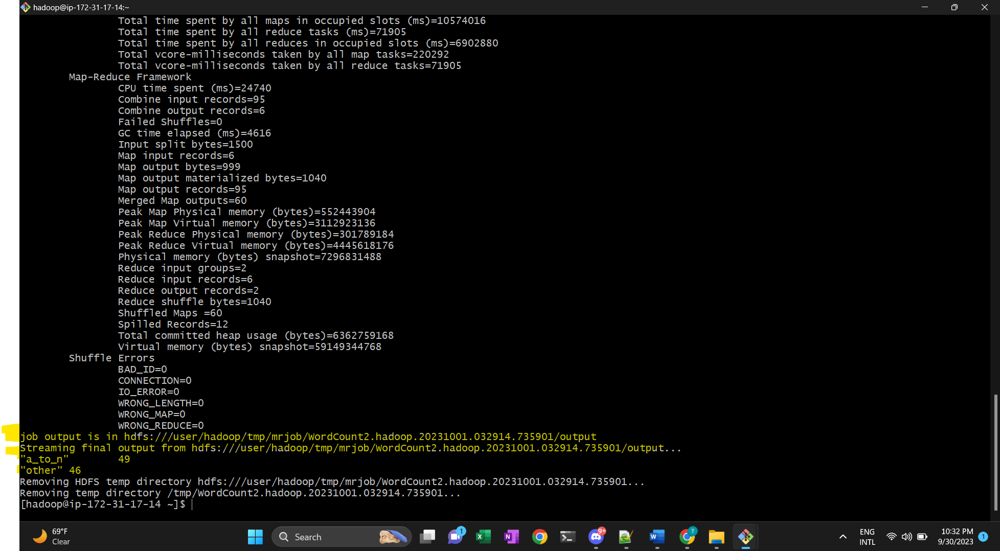 hadoop@ip-172-31-17-14:~
Total time spent by all maps in occupied slots (ms)=10574016
Total time spent by all reduce tasks (ms)=71905
Total time spent by all reduces in occupied slots (ms)=6902880
Total vcore-milliseconds taken by all map tasks=220292
Total vcore-milliseconds taken by all reduce tasks=71905
Map-Reduce Framework
CPU time spent (ms)=24740
Combine input records=95
Combine output records=6
Failed Shuffles=0
GC time elapsed (ms)=4616
Input split bytes=1500
Map input records=6
Map output bytes=999
Map output materialized bytes=1040
Map output records=95
Merged Map outputs=60
Peak Map Physical memory (bytes)=552443904
Peak Map Virtual memory (bytes)=3112923136
Peak Reduce Physical memory (bytes)=301789184
Peak Reduce Virtual memory (bytes)=4445618176
Physical memory (bytes) snapshot=7296831488
Reduce input groups=2
Reduce input records=6
Reduce output records=2
Reduce shuffle bytes=1040
Shuffled Maps =60
Spilled Records=12
Total committed heap usage (bytes)=6362759168
Virtual memory (bytes) snapshot=59149344768
Shuffle Errors
BAD_ID=0
CONNECTION=0
IO_ERROR=0
WRONG_LENGTH=0
WRONG_MAP=0
WRONG_REDUCE=0
job output is in hdfs:///user/hadoop/tmp/mrjob/WordCount2.hadoop.20231001.032914.735901/output
Streaming final output from hdfs:///user/hadoop/tmp/mrjob/WordCount2.hadoop.20231001.032914.735901/output...
"a_to_n" 49
"other" 46
Removing HDFS temp directory hdfs:///user/hadoop/tmp/mrjob/WordCount2.hadoop.20231001.032914.735901...
Removing temp directory /tmp/WordCount2.hadoop.20231001.032914.735901...
[hadoop@ip-172-31-17-14 ~]$
69°F
Clear
Search
1
9+
T
ENG
INTL
10:32 PM
9/30/2023
1